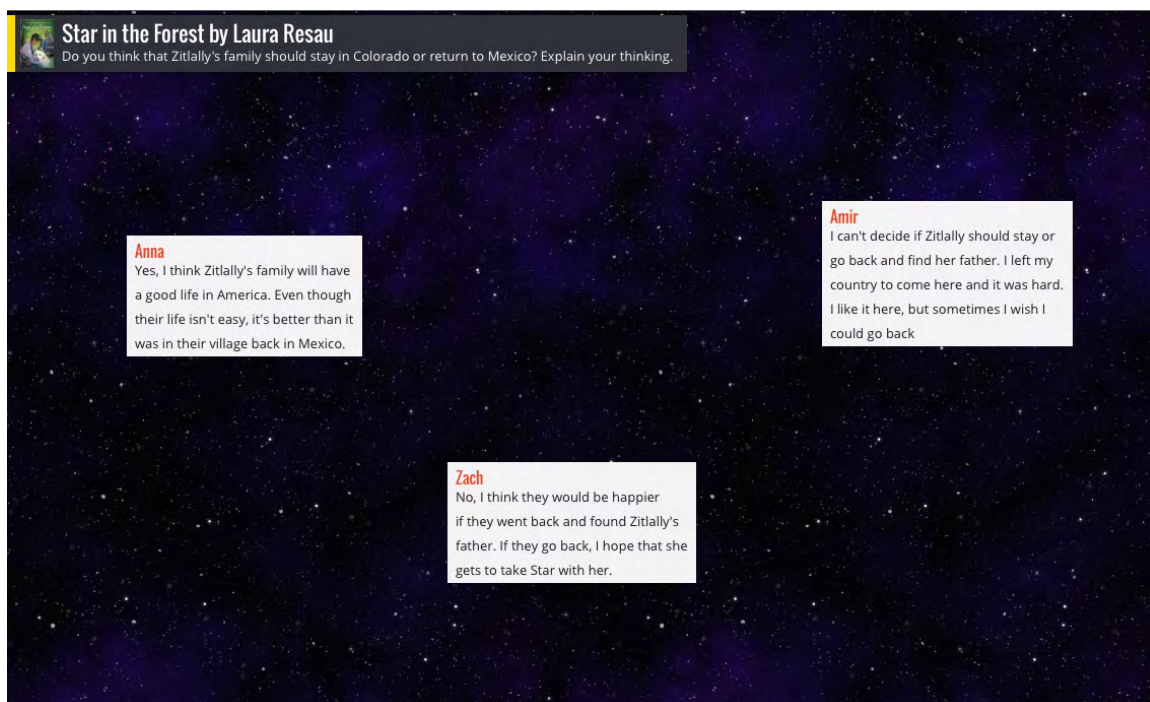 Star in the Forest by Laura Resau
Do you think that Zitlally's family should stay in Colorado or return to Mexico? Explain your thinking.
Anna
Yes, I think Zitlally's family will have
a good life in America. Even though
their life isn't easy, it's better than it
was in their village back in Mexico.
Amir
I can't decide if Zitlally should stay or
go back and find her father. I left my
country to come here and it was hard.
I like it here, but sometimes I wish I
could go back
Zach
No, I think they would be happier
if they went back and found Zitlally's
father. If they go back, I hope that she
gets to take Star with her.